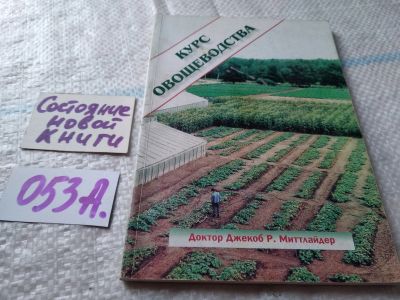 Состояние
новой
книги
053А.
КУРС
ОВОЩЕВОДСТВА
Доктор Джекоб Р. Миттлайдер